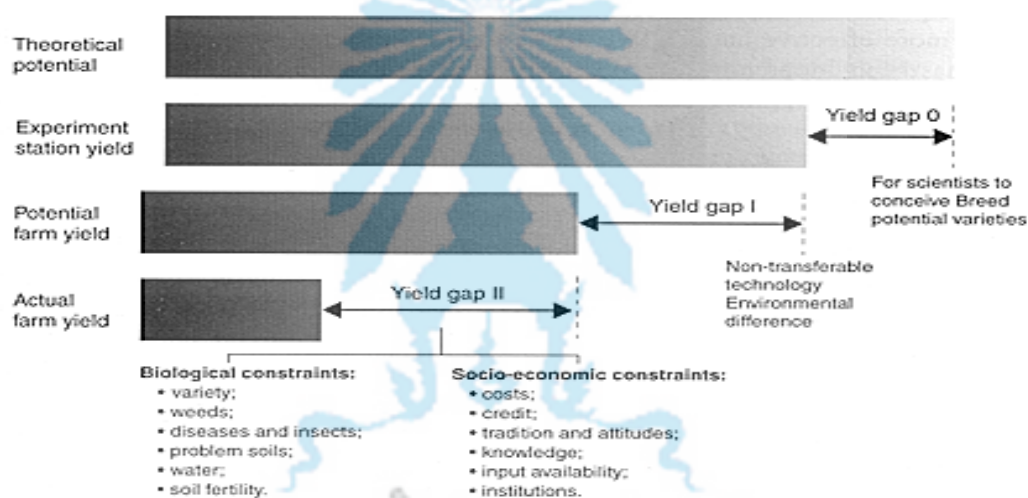 Theoretical
potential
Experiment
station yield
Yield gap 0
For scientists to
conceive Breed
potential varieties
Potential
farm yield
Yield gap I
Non-transferable
technology
Environmental
difference
Actual
farm yield
Yield gap II
Biological constraints:
• variety;
• weeds;
• diseases and insects;
• problem soils;
• water;
• soil fertility.
Socio-economic constraints:
• costs;
• credit;
• tradition and attitudes;
• knowledge;
• input availability;
• institutions.